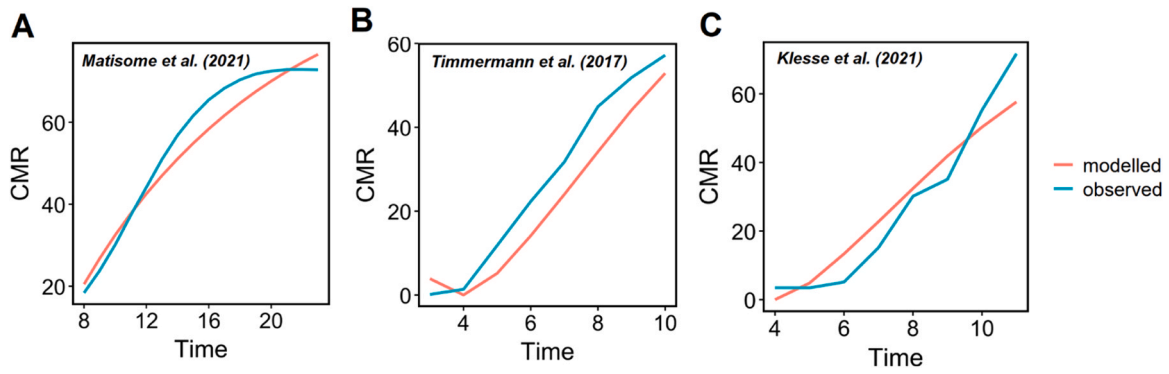 A
Matisome et al. (2021)
CMR
60
40
20
8 12 16 20
Time
B
Timmermann et al. (2017)
CMR
60
40
20
0
4 6 8 10
Time
C
Klesse et al. (2021)
CMR
60
40
20
0
4 6 8 10
Time
modelled
observed